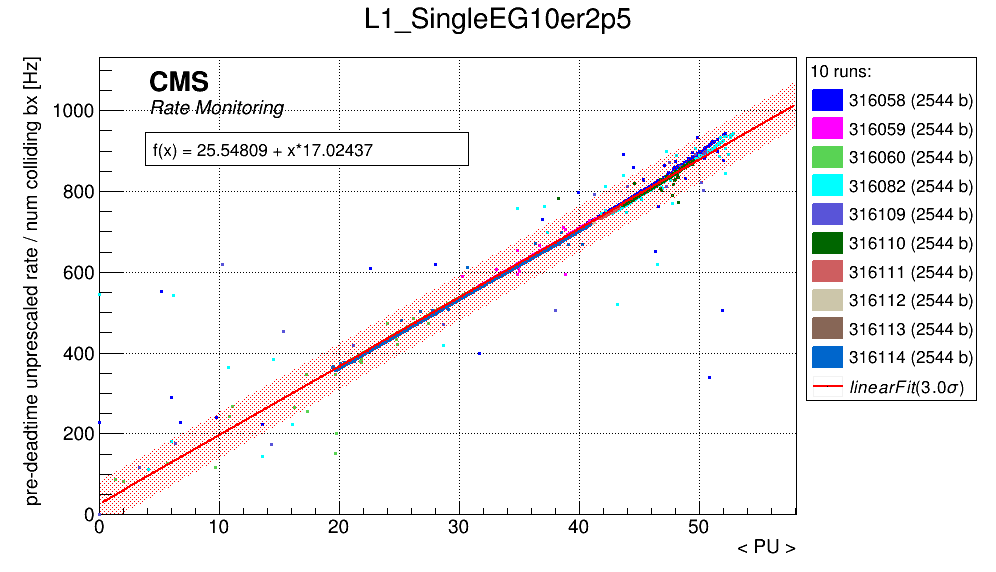 L1_SingleEG10er2p5
pre-deadtime unprescaled rate / num colliding bx [Hz]
CMS
Rate Monitoring
f(x) = 25.54809 + x*17.02437
1000
800
600
400
200
0
0
10
20
30
40
50
< PU >
10 runs:
316058 (2544 b)
316059 (2544 b)
316060 (2544 b)
316082 (2544 b)
316109 (2544 b)
316110 (2544 b)
316111 (2544 b)
316112 (2544 b)
316113 (2544 b)
316114 (2544 b)
linearFit(3.0σ)